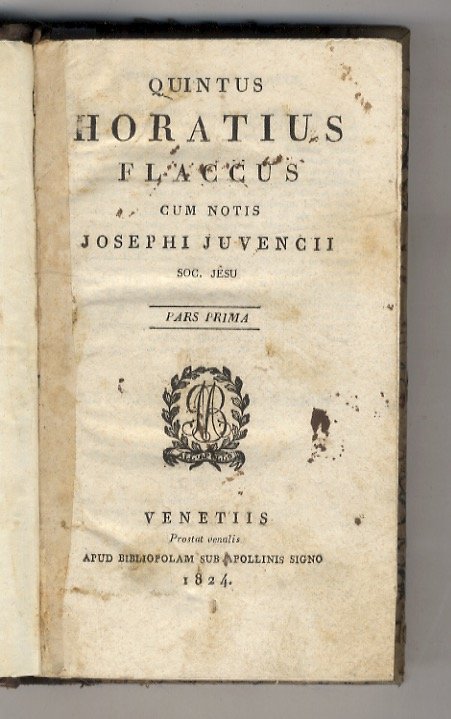 QUINTUS
HORATIUS
FLACCUS
CUM NOTIS
JOSEPHI JUVENCII
SOC. JESU
PARS PRIMA
VENETIIS
Prostat venalis
APUD BIBLIOPOLAM SUB APOLLINIS SIGNO
1824.